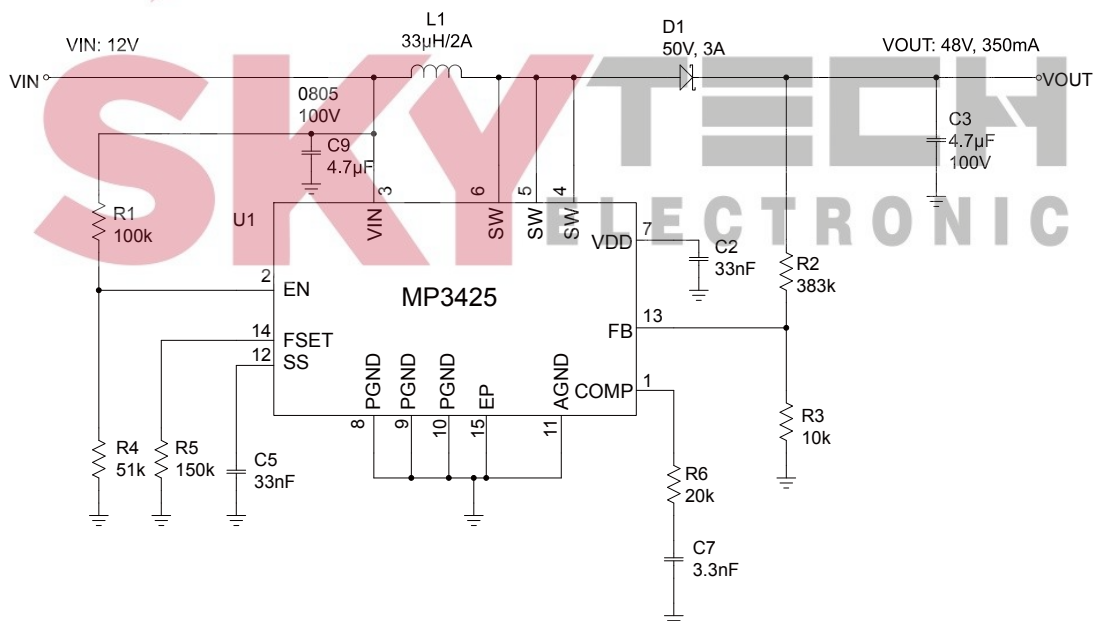 L1
33µH/2A
D1
50V, 3A
VIN: 12V
VOUT: 48V, 350mA
VIN
VOUT
SKYTECH
ELECTRONIC
0805
100V
C9
4.7µF
C3
4.7µF
100V
3
6
5
4
R1
100k
U1
VIN
SW
SW
SW
VDD
7
C2
33nF
R2
383k
2
EN
MP3425
14
FSET
12
SS
FB
13
PGND
PGND
PGND
EP
AGND
COMP
1
8
9
10
15
11
R3
10k
R4
51k
R5
150k
C5
33nF
R6
20k
C7
3.3nF